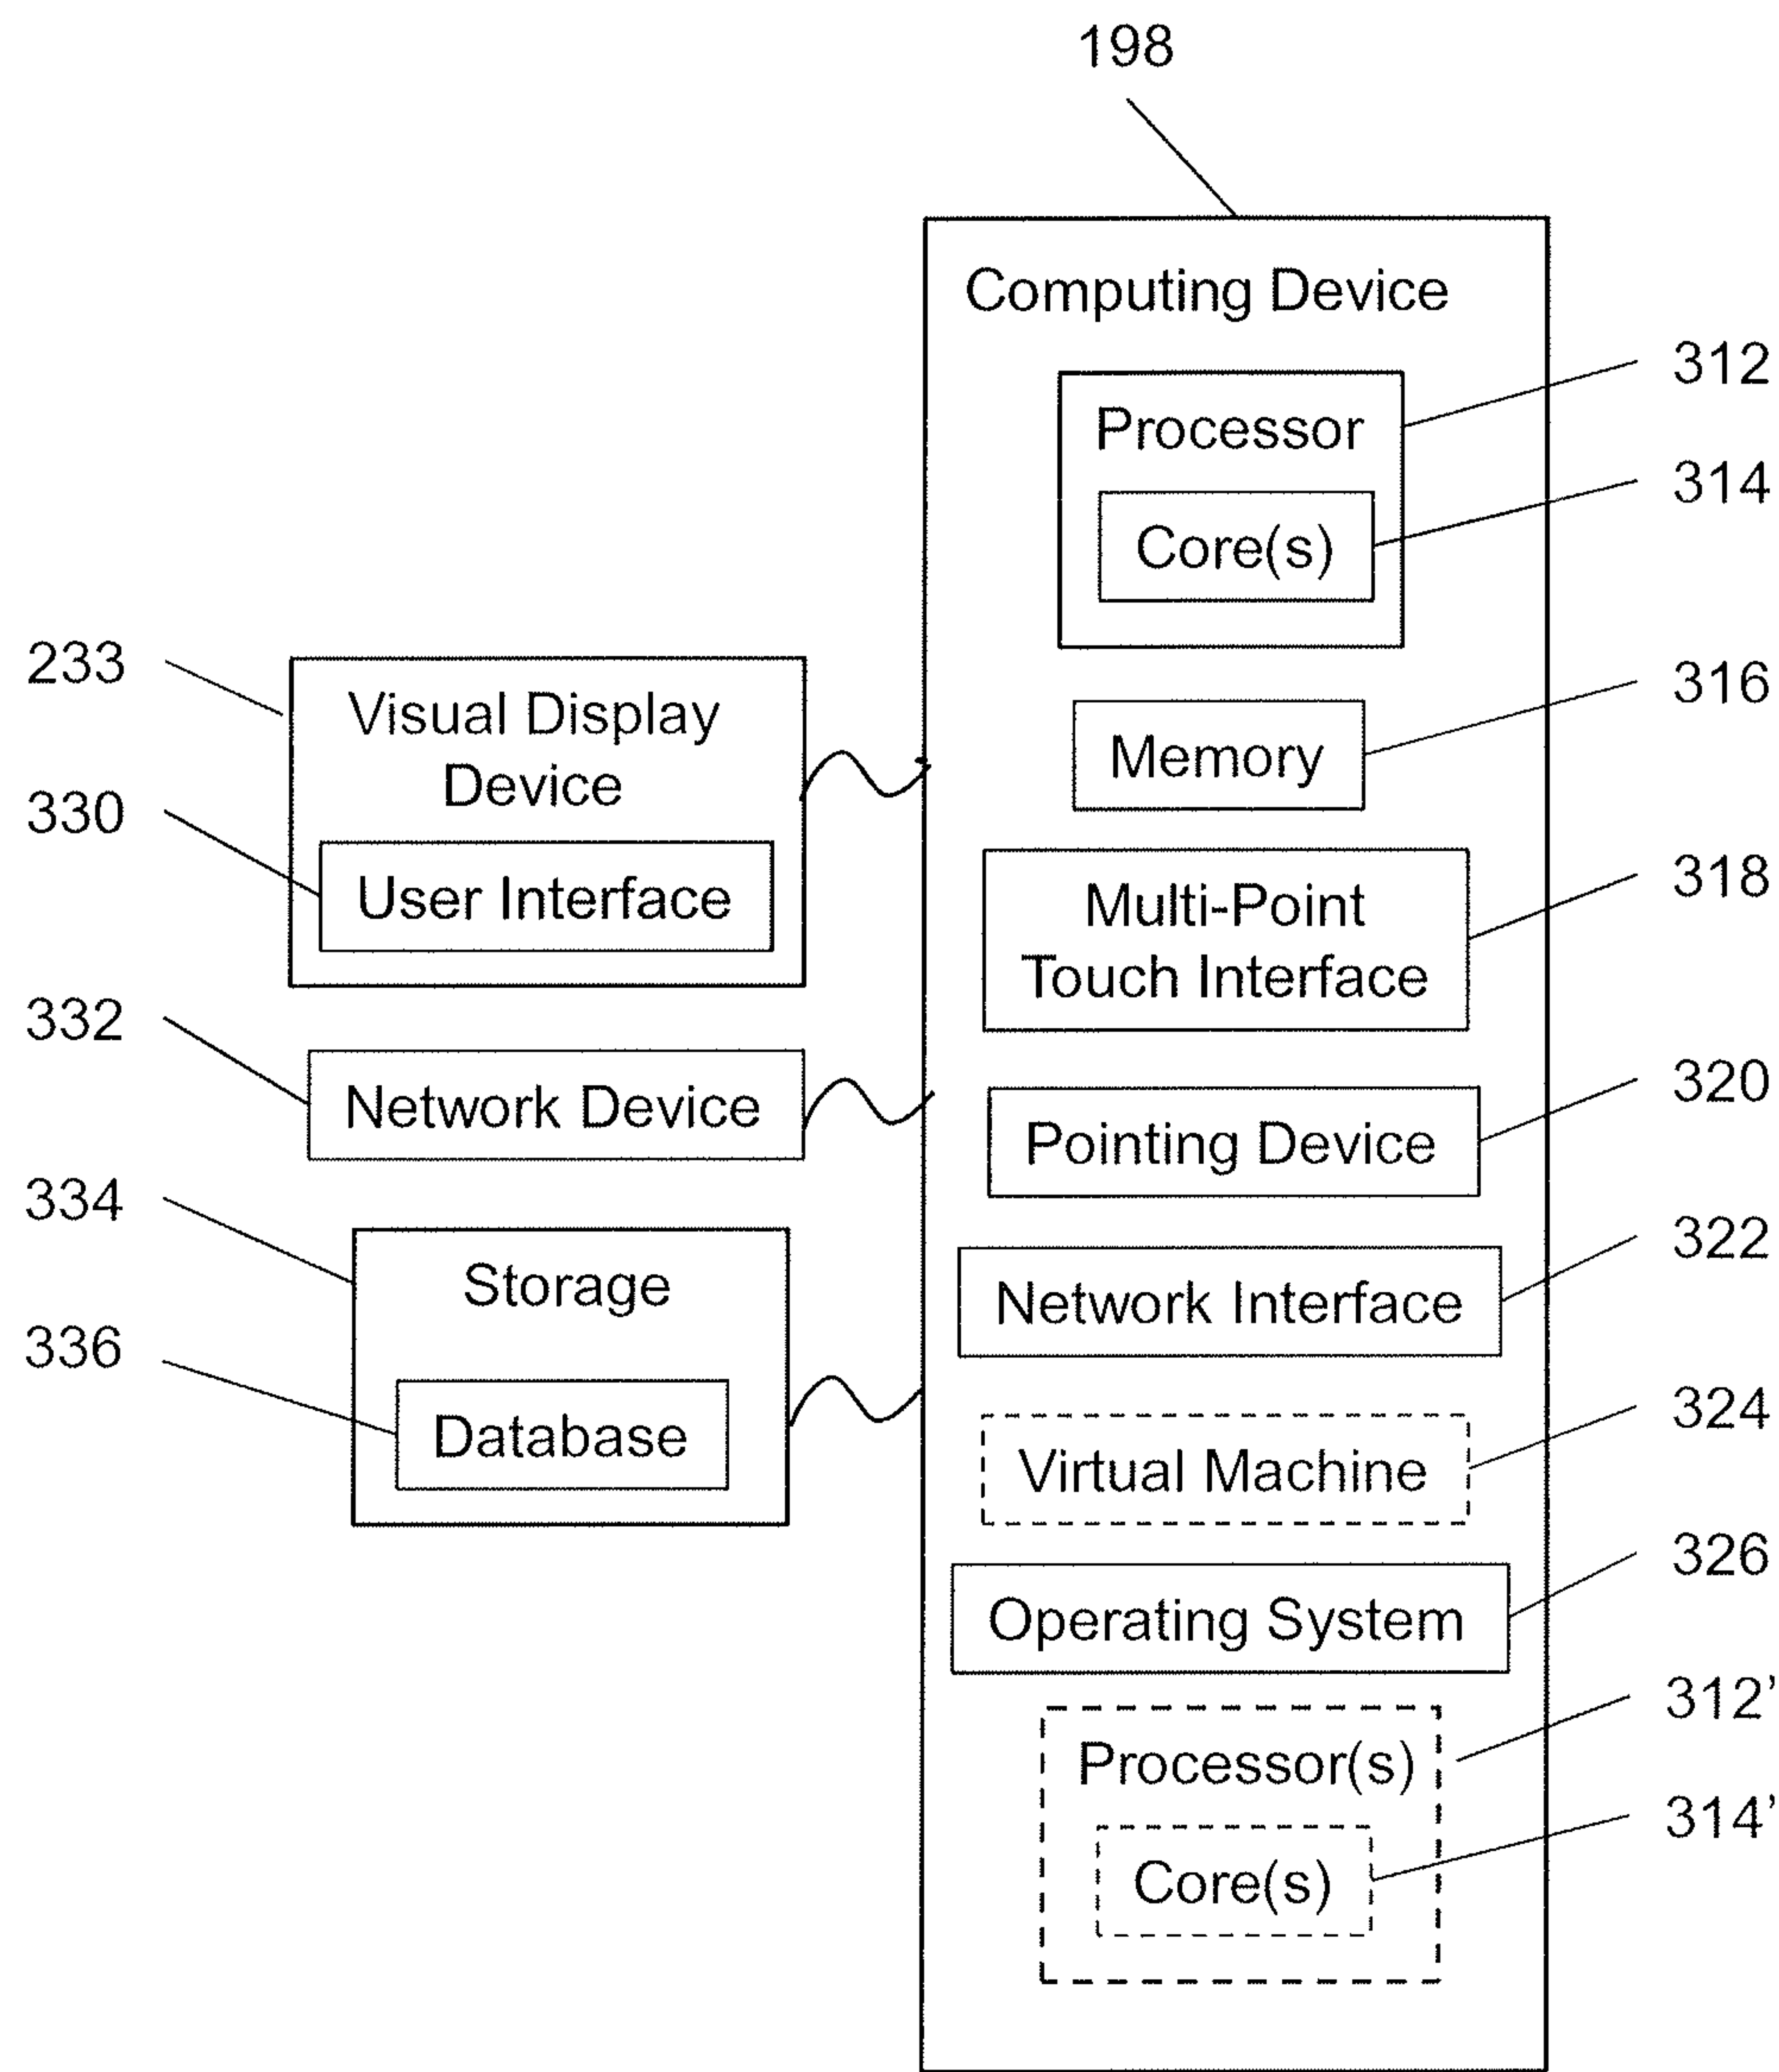 198
Computing Device
312
Processor
314
Core(s)
316
Memory
318
Multi-Point
Touch Interface
320
Pointing Device
322
Network Interface
324
Virtual Machine
326
Operating System
312’
Processor(s)
314’
Core(s)
233
Visual Display
Device
330
User Interface
332
Network Device
334
Storage
336
Database